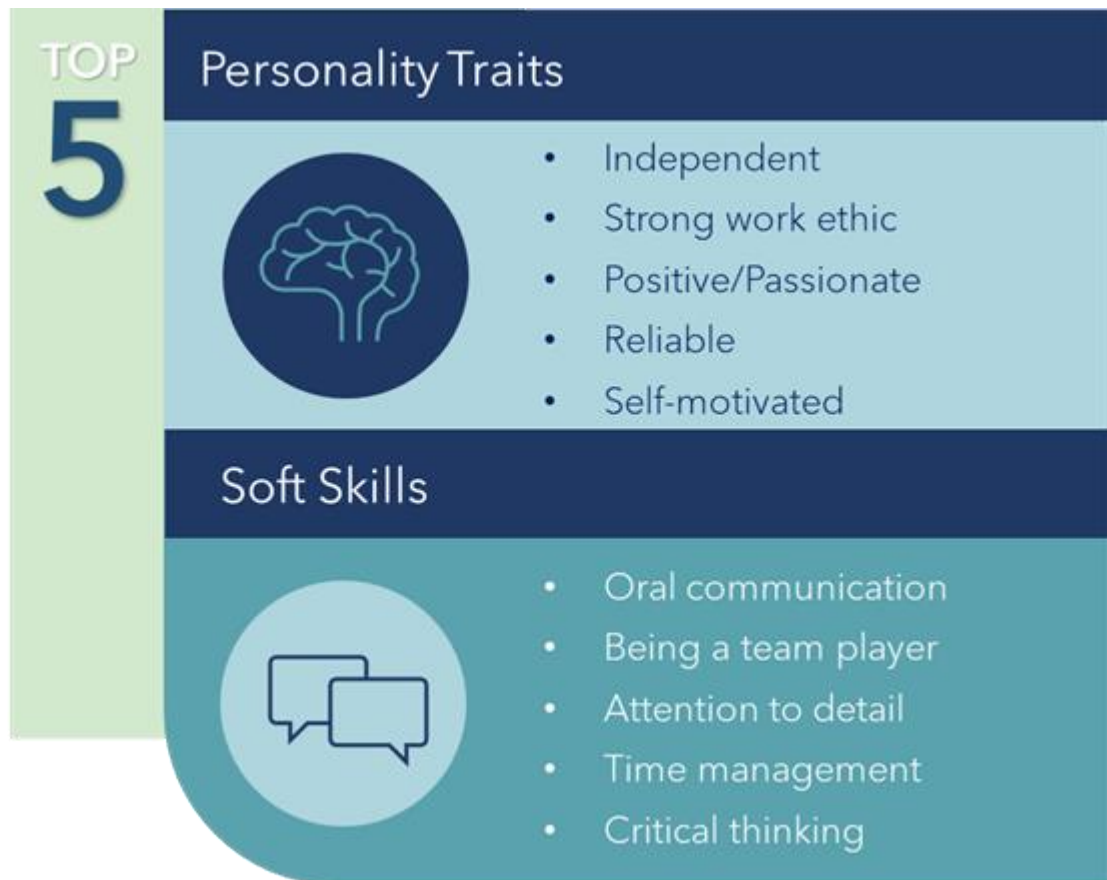 TOP
5
Personality Traits
• Independent
• Strong work ethic
• Positive/Passionate
• Reliable
• Self-motivated
Soft Skills
• Oral communication
• Being a team player
• Attention to detail
• Time management
• Critical thinking